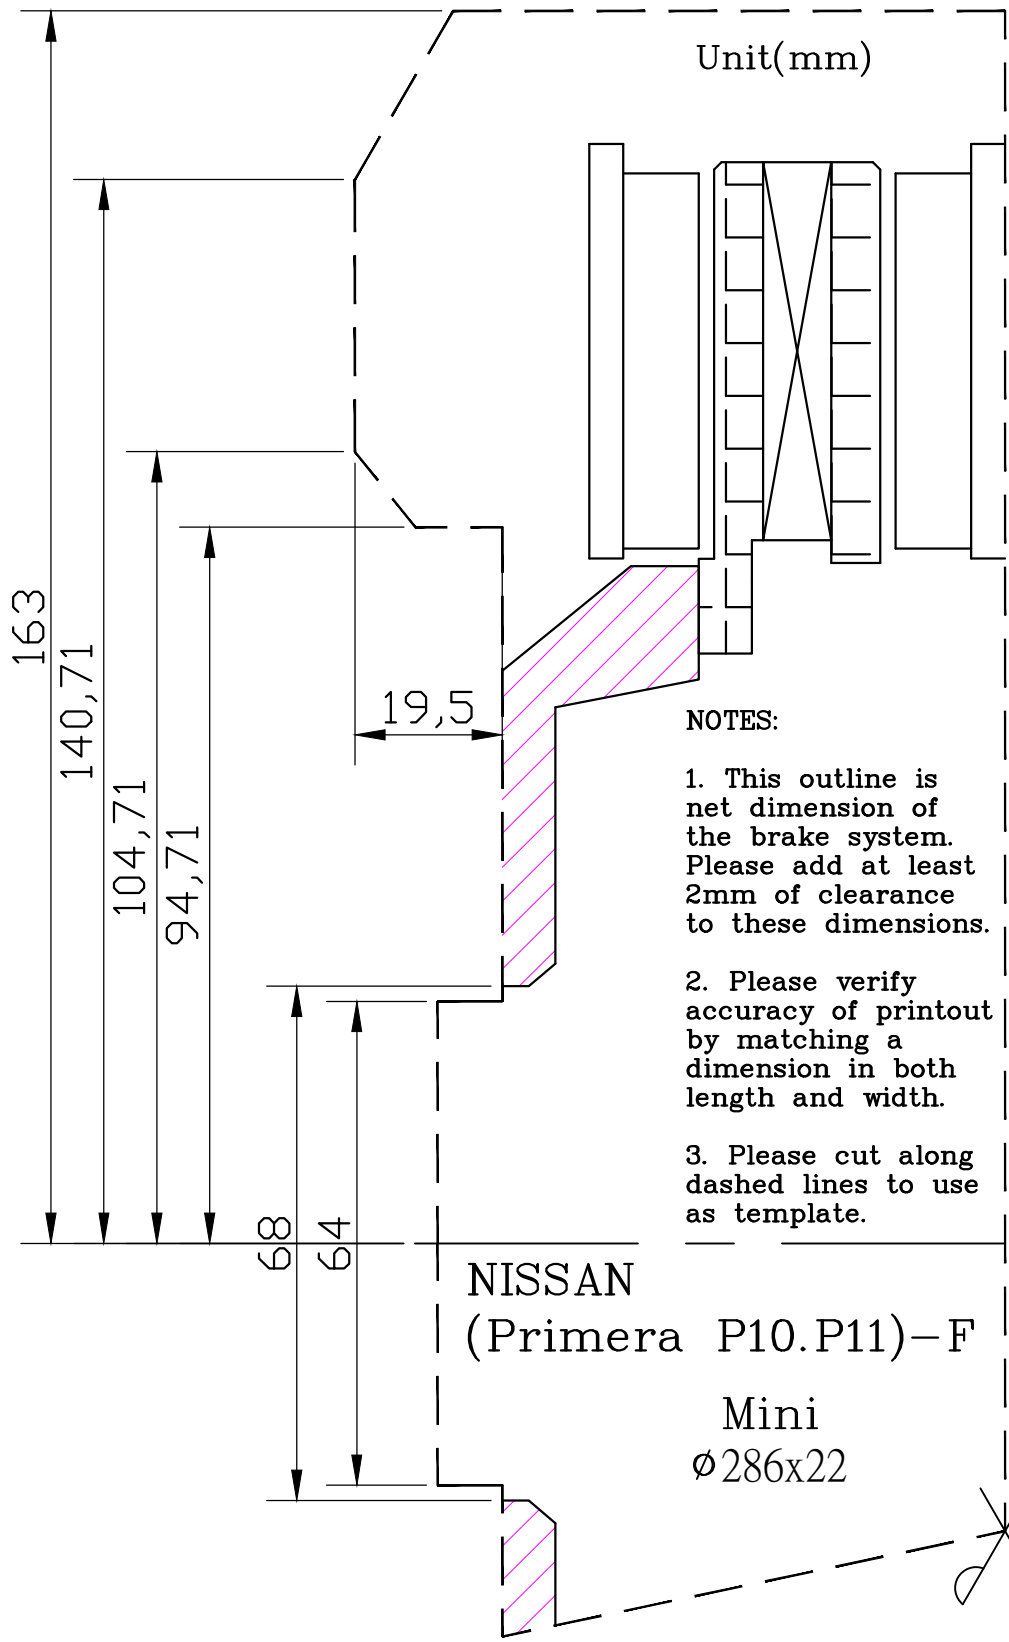 Unit(mm)
163
140,71
104,71
94,71
19,5
68
64
NOTES:
1. This outline is
net dimension of
the brake system.
Please add at least
2mm of clearance
to these dimensions.
2. Please verify
accuracy of printout
by matching a
dimension in both
length and width.
3. Please cut along
dashed lines to use
as template.
NISSAN
(Primera P10.P11)-F
Mini
ϕ286x22